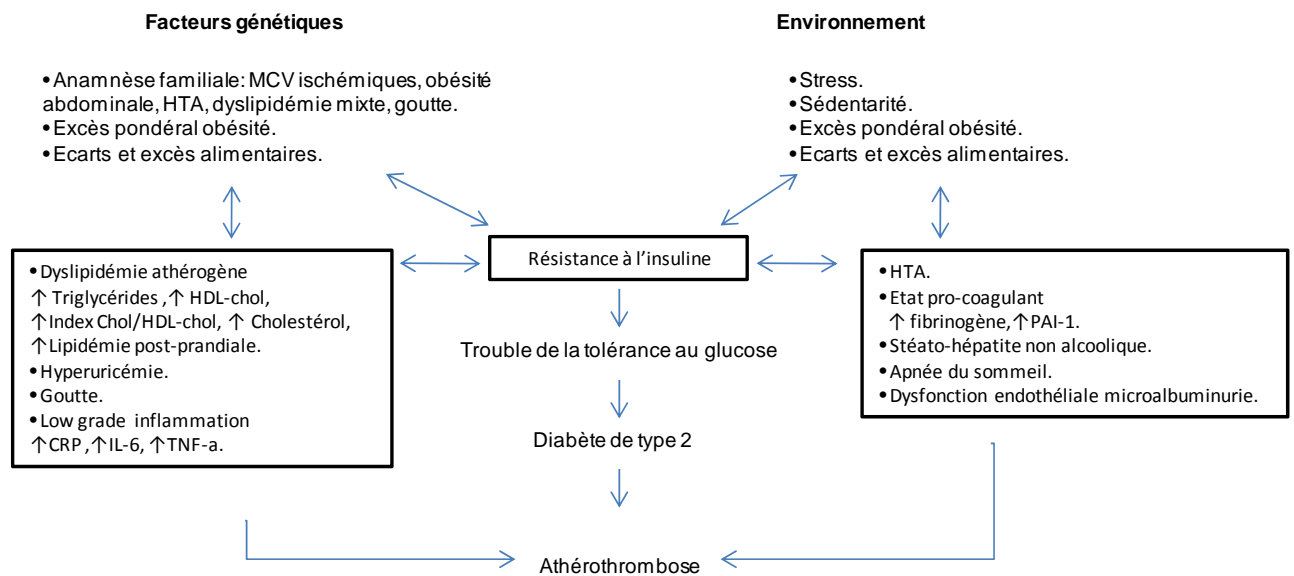 Facteurs génétiques
•Anamnèse familiale: MCV ischémiques, obésité
abdominale, HTA, dyslipidémie mixte, goutte.
•Excès pondéral obésité.
•Ecarts et excès alimentaires.
Environnement
•Stress.
•Sédentarité.
•Excès pondéral obésité.
•Ecarts et excès alimentaires.
•Dyslipidémie athérogène
↑ Triglycérides ,↑ HDL-chol,
↑Index Chol/HDL-chol, ↑ Cholestérol,
↑Lipidémie post-prandiale.
•Hyperuricémie.
•Goutte.
•Low grade inflammation
↑CRP ,↑IL-6, ↑TNF-a.
Résistance à l’insuline
Trouble de la tolérance au glucose
Diabète de type 2
•HTA.
•Etat pro-coagulant
↑ fibrinogène,↑PAI-1.
•Stéato-hépatite non alcoolique.
•Apnée du sommeil.
•Dysfonction endothéliale microalbuminurie.
Athérothrombose